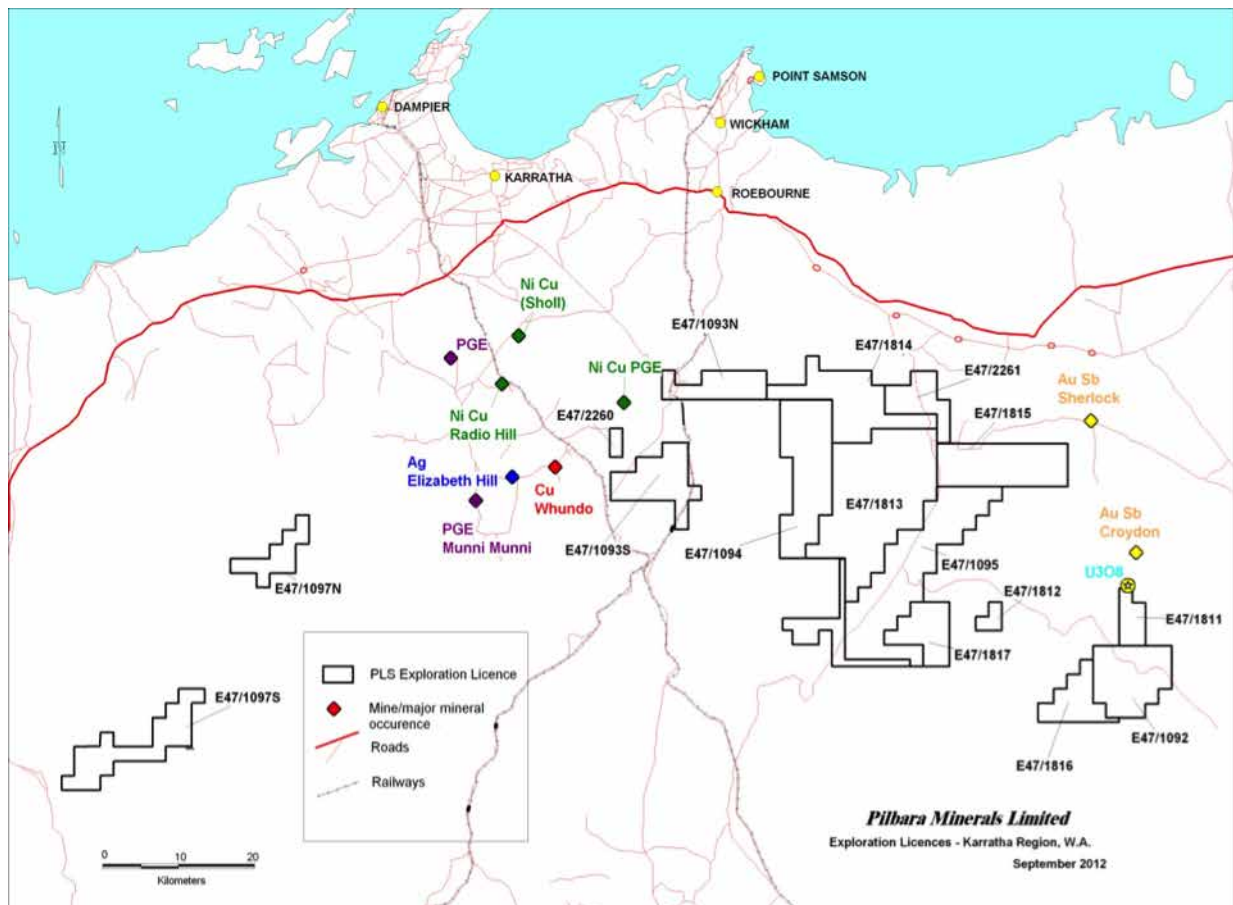 POINT SAMSON
DAMPIER
WICKHAM
N
KARRATHA
ROEBOURNE
Ni Cu
(Sholl)
E47/1093N
PGE
E47/1814
Ni Cu PGE
E47/2261
Au Sb
Sherlock
Ni Cu
Radio Hill
E47/2260
E47/1815
Ag
Elizabeth Hill
Cu
Whundo
E47/1813
PGE
Munni Munni
E47/1093S
E47/1094
Au Sb
Croydon
E47/1095
U3O8
E47/1097N
E47/1812
E47/1811
E47/1817
PLS Exploration Licence
Mine/major mineral
occurence
Roads
Railways
E47/1097S
E47/1092
E47/1816
Pilbara Minerals Limited
Exploration Licences - Karratha Region, W.A.
September 2012
0 10 20
Kilometers